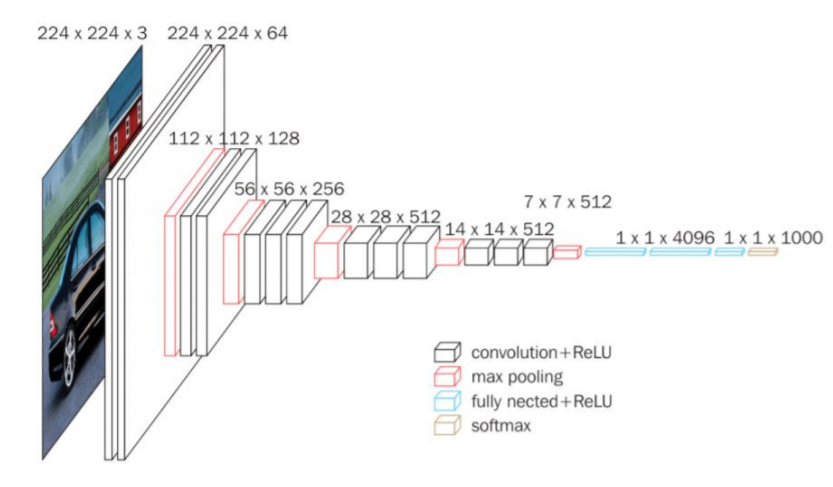 224 x 224 x 3
224 x 224 x 64
112 x 112 x 128
56 x 56 x 256
28 x 28 x 512
14 x 14 x 512
7 x 7 x 512
1 x 1 x 4096
1 x 1 x 1000
convolution+ReLU
max pooling
fully nected+ReLU
softmax